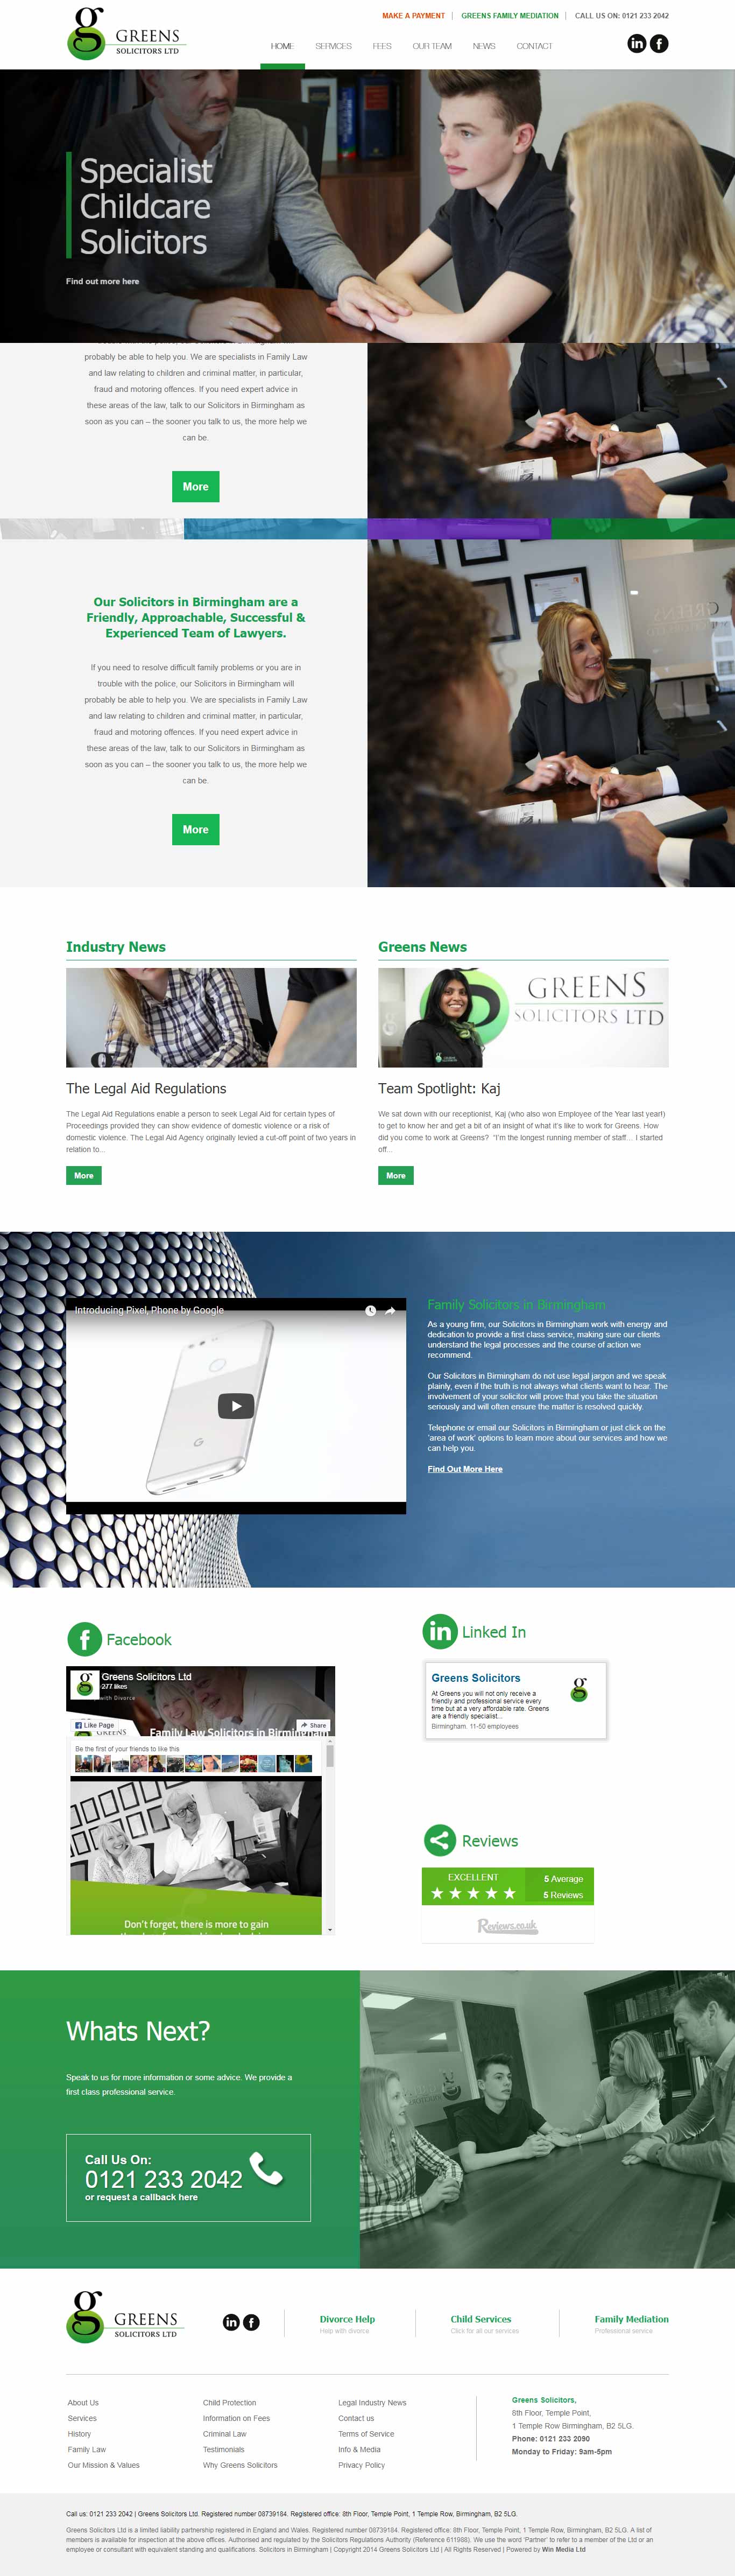 MAKE A PAYMENT | GREENS FAMILY MEDIATION | CALL US ON: 0121 233 2042
GREENS
SOLICITORS LTD
HOME SERVICES FEES OUR TEAM NEWS CONTACT
Specialist
Childcare
Solicitors
Find out more here
probably be able to help you. We are specialists in Family Law
and law relating to children and criminal matter, in particular,
fraud and motoring offences. If you need expert advice in
these areas of the law, talk to our Solicitors in Birmingham as
soon as you can – the sooner you talk to us, the more help we
can be.
More
Our Solicitors in Birmingham are a
Friendly, Approachable, Successful &
Experienced Team of Lawyers.
If you need to resolve difficult family problems or you are in
trouble with the police, our Solicitors in Birmingham will
probably be able to help you. We are specialists in Family Law
and law relating to children and criminal matter, in particular,
fraud and motoring offences. If you need expert advice in
these areas of the law, talk to our Solicitors in Birmingham as
soon as you can – the sooner you talk to us, the more help we
can be.
More
Industry News
The Legal Aid Regulations
The Legal Aid Regulations enable a person to seek Legal Aid for certain types of
Proceedings provided they can show evidence of domestic violence or a risk of
domestic violence. The Legal Aid Agency originally levied a cut-off point of two years in
relation to...
More
Greens News
GREENS
SOLICITORS LTD
Team Spotlight: Kaj
We sat down with our receptionist, Kaj (who also won Employee of the Year last year!)
to get to know her and get a bit of an insight of what it's like to work for Greens. How
did you come to work at Greens? "I'm the longest running member of staff… I started
off...
More
Introducing Pixel, Phone by Google
Family Solicitors in Birmingham
As a young firm, our Solicitors in Birmingham work with energy and
dedication to provide a first class service, making sure our clients
understand the legal processes and the course of action we
recommend.
Our Solicitors in Birmingham do not use legal jargon and we speak
plainly, even if the truth is not always what clients want to hear. The
involvement of your solicitor will prove that you take the situation
seriously and will often ensure the matter is resolved quickly.
Telephone or email our Solicitors in Birmingham or just click on the
'area of work' options to learn more about our services and how we
can help you.
Find Out More Here
Facebook
Greens Solicitors Ltd
277 likes
with Divorce
Like Page
Share
Family Law Solicitors in Birmingham
Be the first of your friends to like this
Don't forget, there is more to gain
Linked In
Greens Solicitors
At Greens you will not only receive a
friendly and professional service every
time but at a very affordable rate. Greens
are a friendly specialist...
Birmingham. 11-50 employees
Reviews
EXCELLENT
5 Average
5 Reviews
Reviews.co.uk
Whats Next?
Speak to us for more information or some advice. We provide a
first class professional service.
Call Us On:
0121 233 2042
or request a callback here
GREENS
SOLICITORS LTD
Divorce Help
Help with divorce
Child Services
Click for all our services
Family Mediation
Professional service
About Us
Services
History
Family Law
Our Mission & Values
Child Protection
Information on Fees
Criminal Law
Testimonials
Why Greens Solicitors
Legal Industry News
Contact us
Terms of Service
Info & Media
Privacy Policy
Greens Solicitors,
8th Floor, Temple Point,
1 Temple Row Birmingham, B2 5LG.
Phone: 0121 233 2090
Monday to Friday: 9am-5pm
Call us: 0121 233 2042 | Greens Solicitors Ltd. Registered number 08739184. Registered office: 8th Floor, Temple Point, 1 Temple Row, Birmingham, B2 5LG.
Greens Solicitors Ltd is a limited liability partnership registered in England and Wales. Registered number 08739184. Registered office: 8th Floor, Temple Point, 1 Temple Row, Birmingham, B2 5LG. A list of
members is available for inspection at the above offices. Authorised and regulated by the Solicitors Regulations Authority (Reference 611988). We use the word 'Partner' to refer to a member of the Ltd or an
employee or consultant with equivalent standing and qualifications. Solicitors in Birmingham | Copyright 2014 Greens Solicitors Ltd | All Rights Reserved | Powered by Win Media Ltd